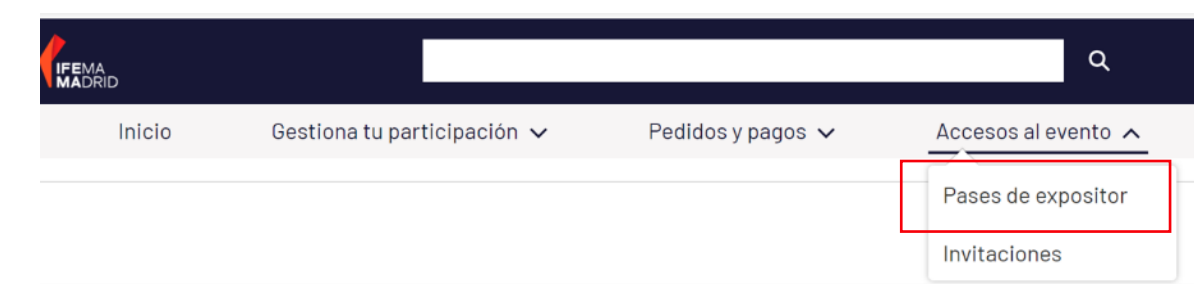 IFEMA
MADRID
Inicio
Gestiona tu participación
Pedidos y pagos
Accesos al evento
Pases de expositor
Invitaciones